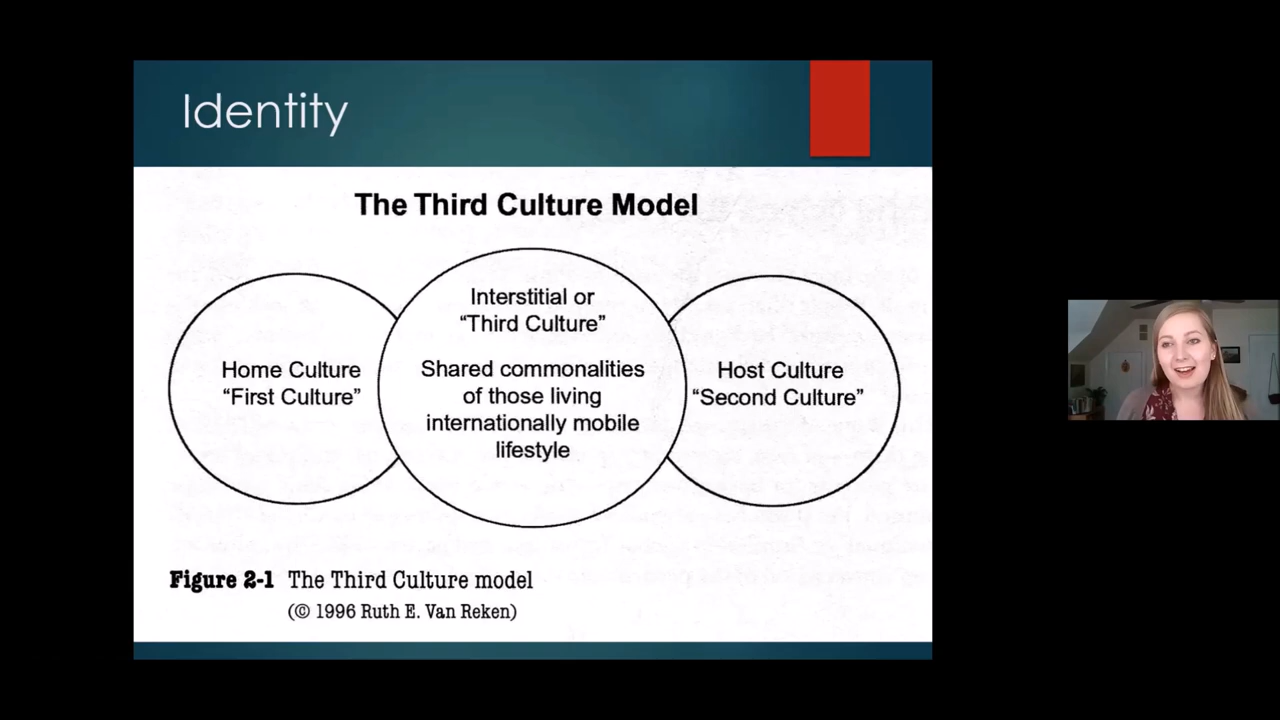 Identity
The Third Culture Model
Home Culture
“First Culture”
Interstitial or
“Third Culture”
Shared commonalities
of those living
internationally mobile
lifestyle
Host Culture
“Second Culture”
Figure 2-1 The Third Culture model
(© 1996 Ruth E. Van Reken)